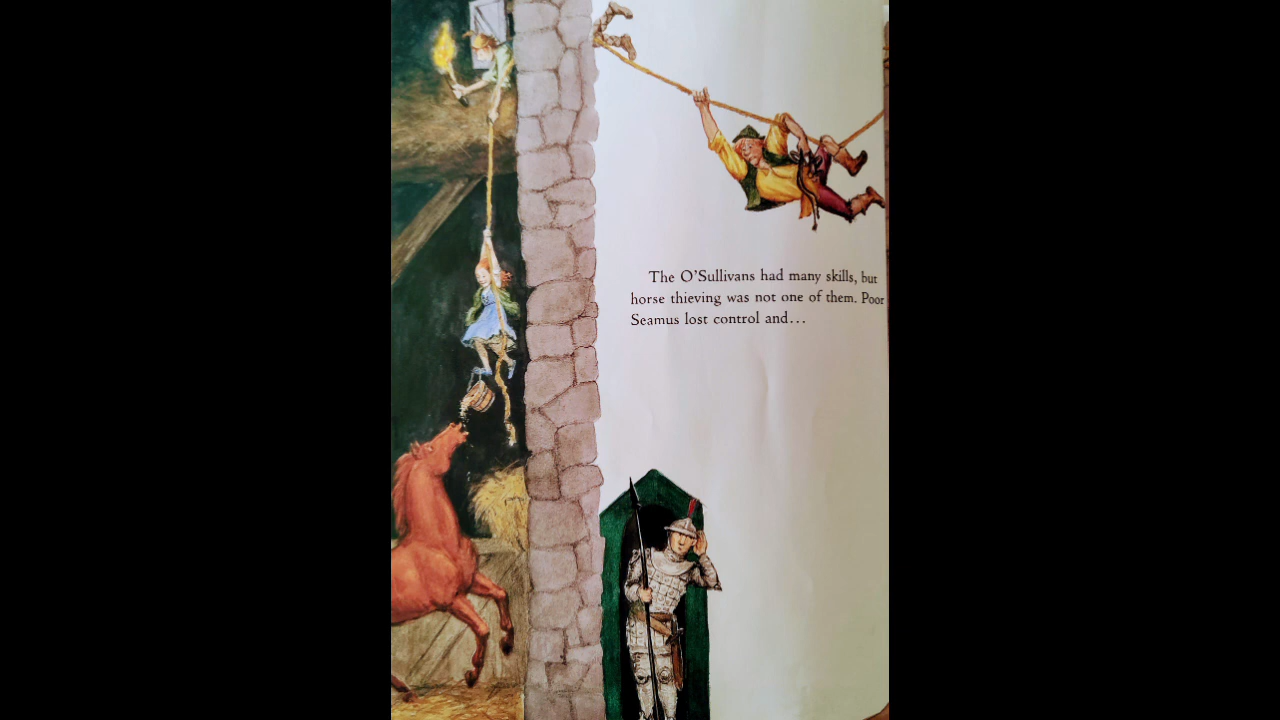 The O'Sullivans had many skills, but
horse thieving was not one of them. Poor
Seamus lost control and...